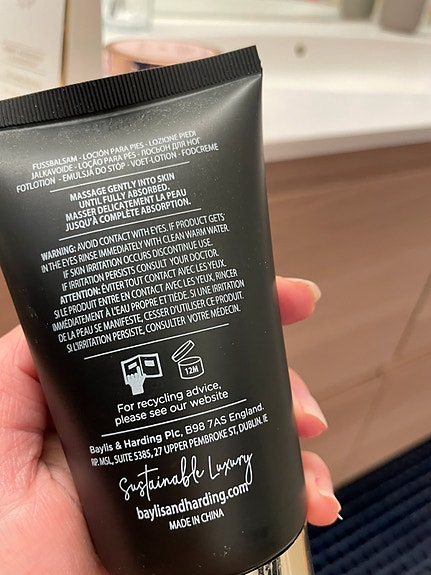 FUSSBALSAM - LOCIÓN PARA PIES - LOZIONE PIEDI
JALKAVOIDE - LOÇÃO PARA PÉS - ЛОСЬОН ДЛЯ НОГ
FOTLOTION - EMULSJA DO STÓP - VOET-LOTION - FODCREME
MASSAGE GENTLY INTO SKIN
UNTIL FULLY ABSORBED.
MASSER DELICATEMENT LA PEAU
JUSQU'À COMPLÈTE ABSORPTION.
WARNING: AVOID CONTACT WITH EYES. IF PRODUCT GETS
IN THE EYES RINSE IMMEDIATELY WITH CLEAN WARM WATER.
IF SKIN IRRITATION OCCURS DISCONTINUE USE.
IF IRRITATION PERSISTS CONSULT YOUR DOCTOR.
ATTENTION: ÉVITER TOUT CONTACT AVEC LES YEUX.
SI LE PRODUIT ENTRE EN CONTACT AVEC LES YEUX, RINCER
IMMÉDIATEMENT À L'EAU PROPRE ET TIÈDE. SI UNE IRRITATION
DE LA PEAU SE MANIFESTE, CESSER D'UTILISER CE PRODUIT.
SI L'IRRITATION PERSISTE, CONSULTER VOTRE MÉDECIN.
12M
For recycling advice,
please see our website
Baylis & Harding Plc, B98 7AS England.
RP. MSL, SUITE 5385, 27 UPPER PEMBROKE ST, DUBLIN. IE
Sustainable Luxury
baylisandharding.com
MADE IN CHINA